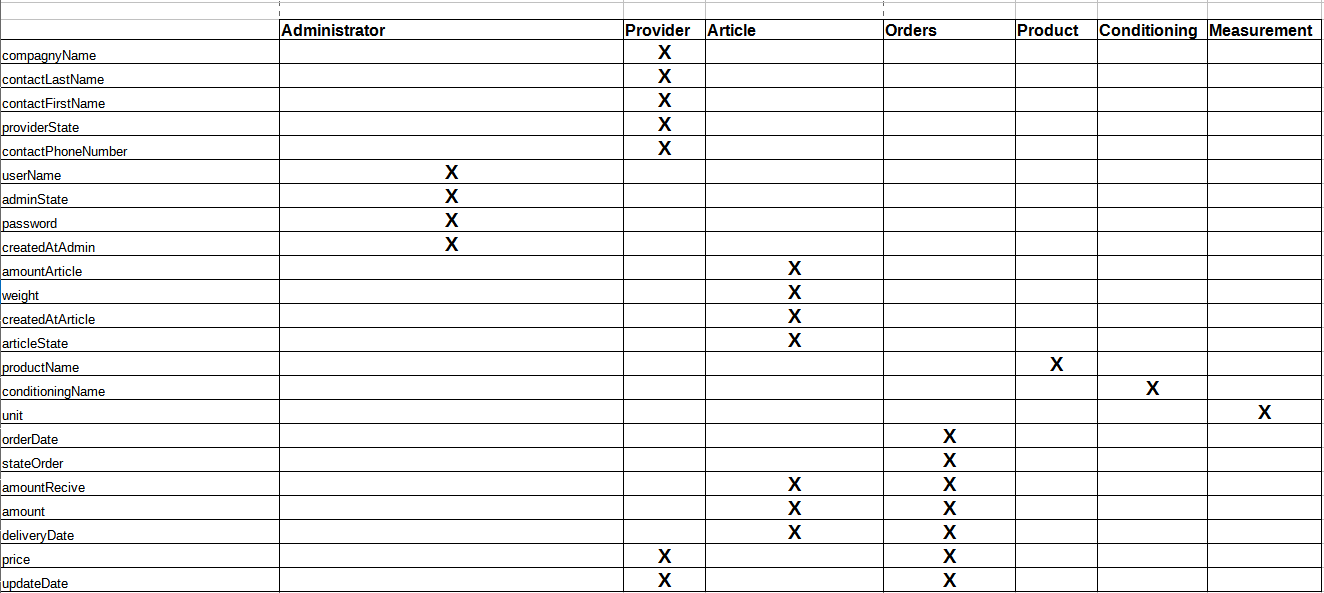 Administrator Provider Article Orders Product Conditioning Measurement
compagnyName X
contactLastName X
contactFirstName X
providerState X
contactPhoneNumber X
userName X
adminState X
password X
createdAtAdmin X
amountArticle X
weight X
createdAtArticle X
articleState X
productName X
conditioningName X
unit X
orderDate X
stateOrder X
amountRecive X X
amount X X
deliveryDate X X
price X X
updateDate X X